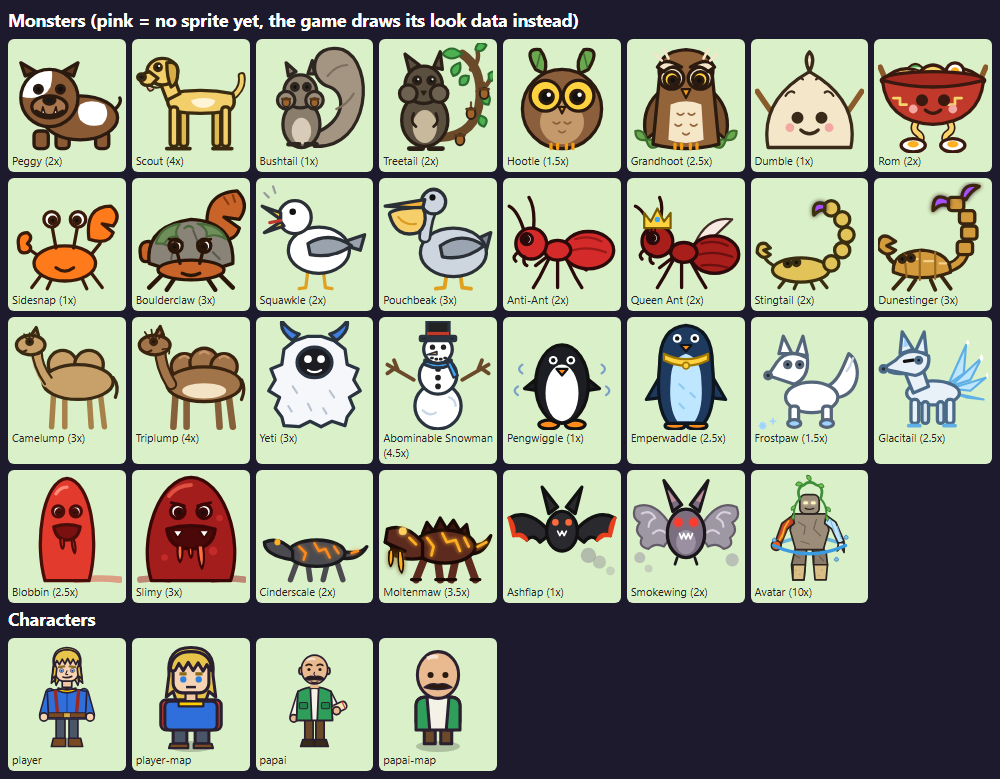 Monsters (pink = no sprite yet, the game draws its look data instead)
Peggy (2x)
Scout (4x)
Bushtail (1x)
Treetail (2x)
Hootle (1.5x)
Grandhoot (2.5x)
Dumble (1x)
Rom (2x)
Sidesnap (1x)
Boulderclaw (3x)
Squawkle (2x)
Pouchbeak (3x)
Anti-Ant (2x)
Queen Ant (2x)
Stingtail (2x)
Dunestinger (3x)
Camelump (3x)
Triplump (4x)
Yeti (3x)
Abominable Snowman
(4.5x)
Pengwiggle (1x)
Emperwaddle (2.5x)
Frostpaw (1.5x)
Glacitail (2.5x)
Blobbin (2.5x)
Slimy (3x)
Cinderscale (2x)
Moltenmaw (3.5x)
Ashflap (1x)
Smokewing (2x)
Avatar (10x)
Characters
player
player-map
papai
papai-map